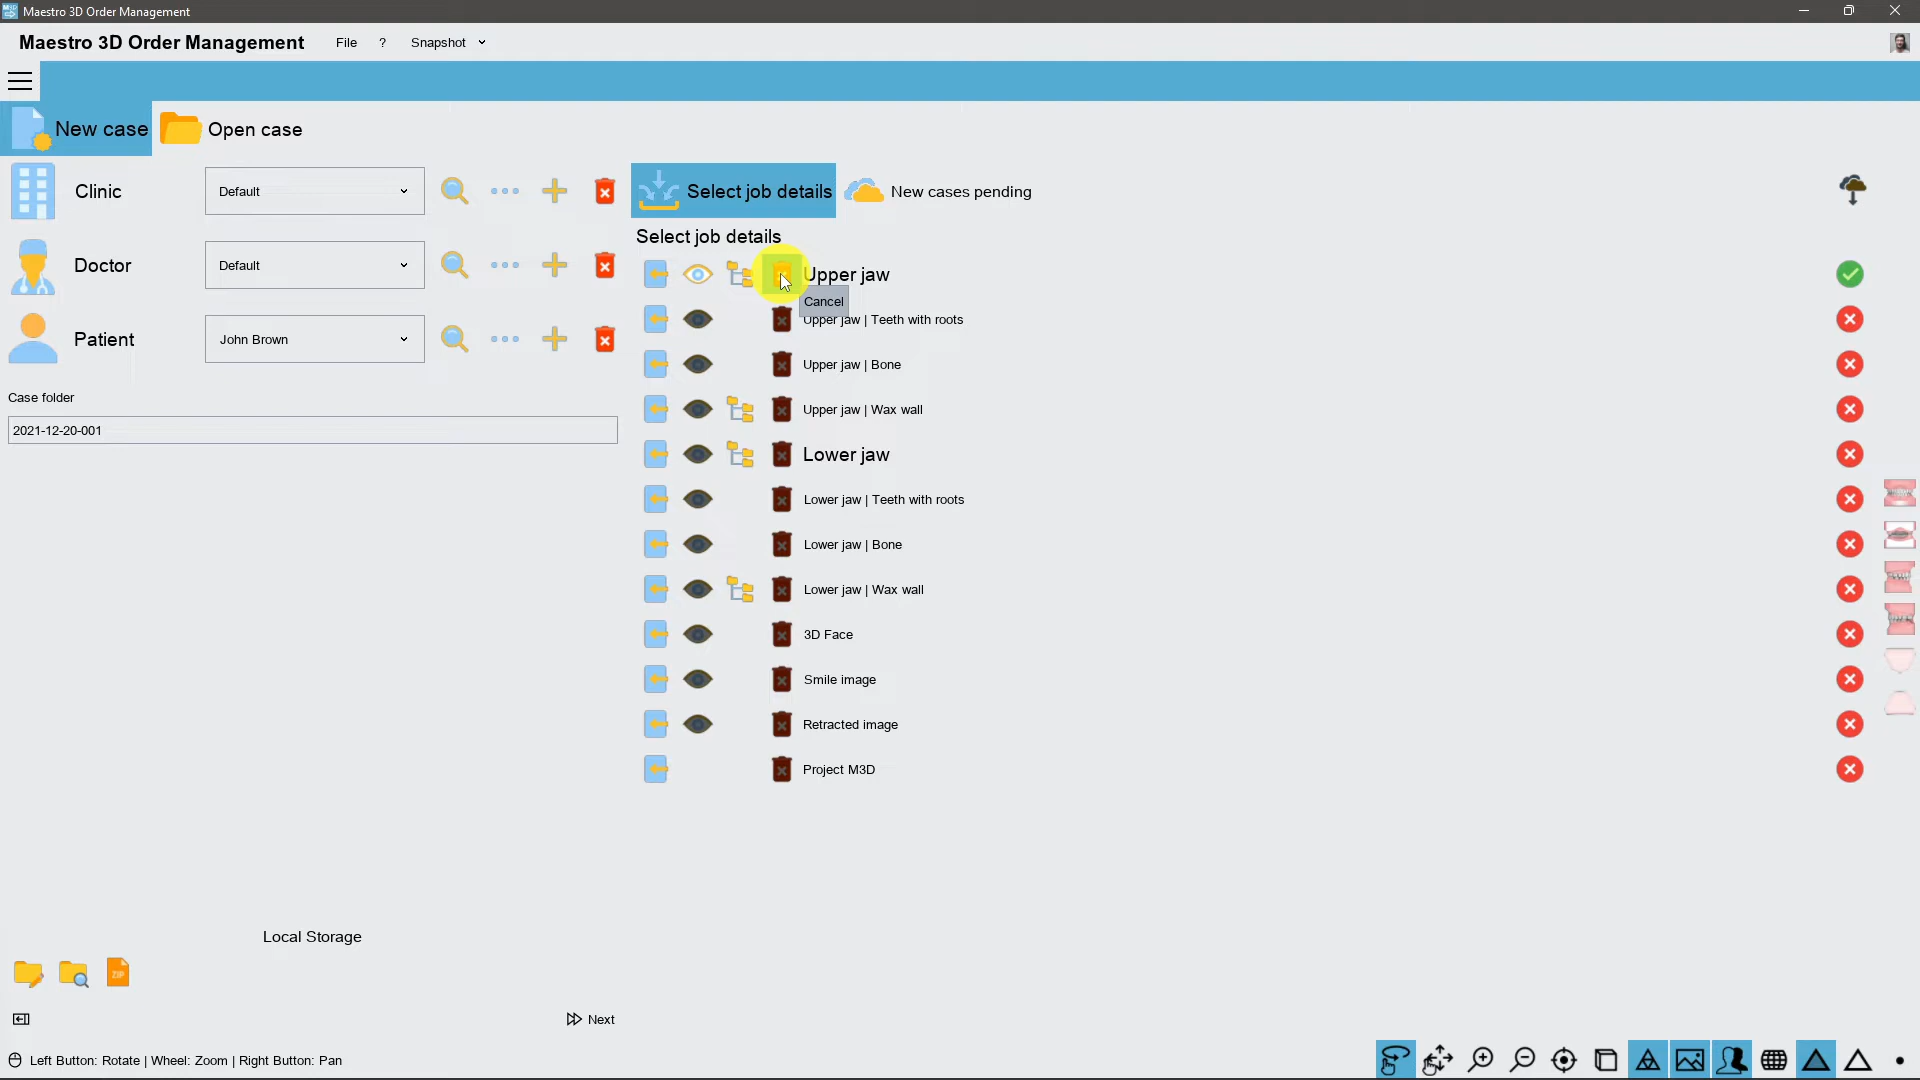 Maestro 3D Order Management
Maestro 3D Order Management File ? Snapshot
New case Open case
Clinic Default
Select job details New cases pending
Select job details
Doctor Default
Upper jaw
Cancel
Upper jaw | Teeth with roots
Patient John Brown
Upper jaw | Bone
Case folder
Upper jaw | Wax wall
2021-12-20-001
Lower jaw
Lower jaw | Teeth with roots
Lower jaw | Bone
Lower jaw | Wax wall
3D Face
Smile image
Retracted image
Project M3D
Local Storage
ZIP
Next
Left Button: Rotate | Wheel: Zoom | Right Button: Pan